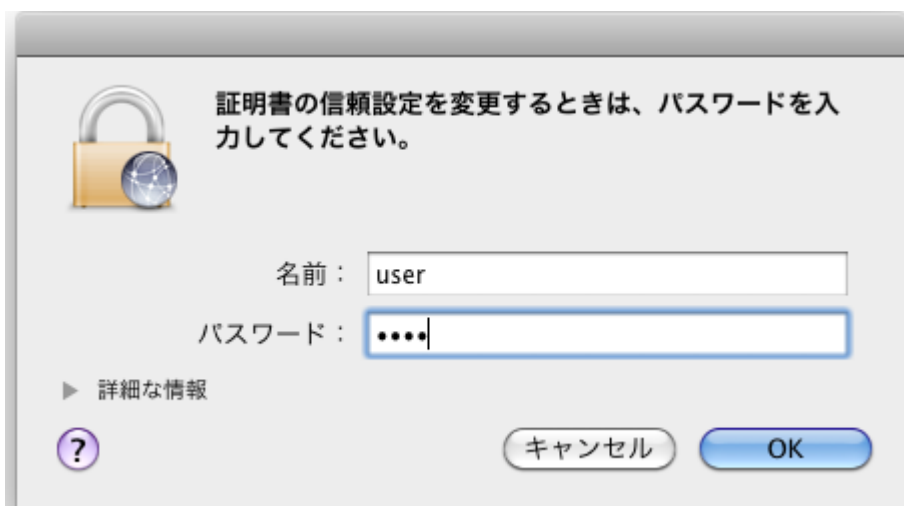 証明書の信頼設定を変更するときは、パスワードを入
力してください。
名前： user
パスワード： ••••
▶ 詳細な情報
? キャンセル OK